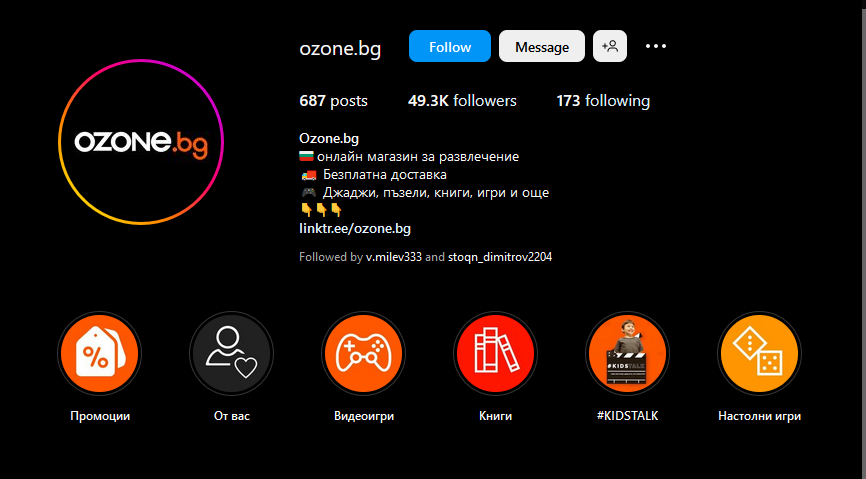 ozone.bg Follow Message
687 posts 49.3K followers 173 following
OZONE.bg
Ozone.bg
онлайн магазин за развлечение
Безплатна доставка
Джаджи, пъзели, книги, игри и още
linktr.ee/ozone.bg
Followed by v.milev333 and stoqn_dimitrov2204
%
#KIDSTALK
Промоции От вас Видеоигри Книги #KIDSTALK Настолни игри